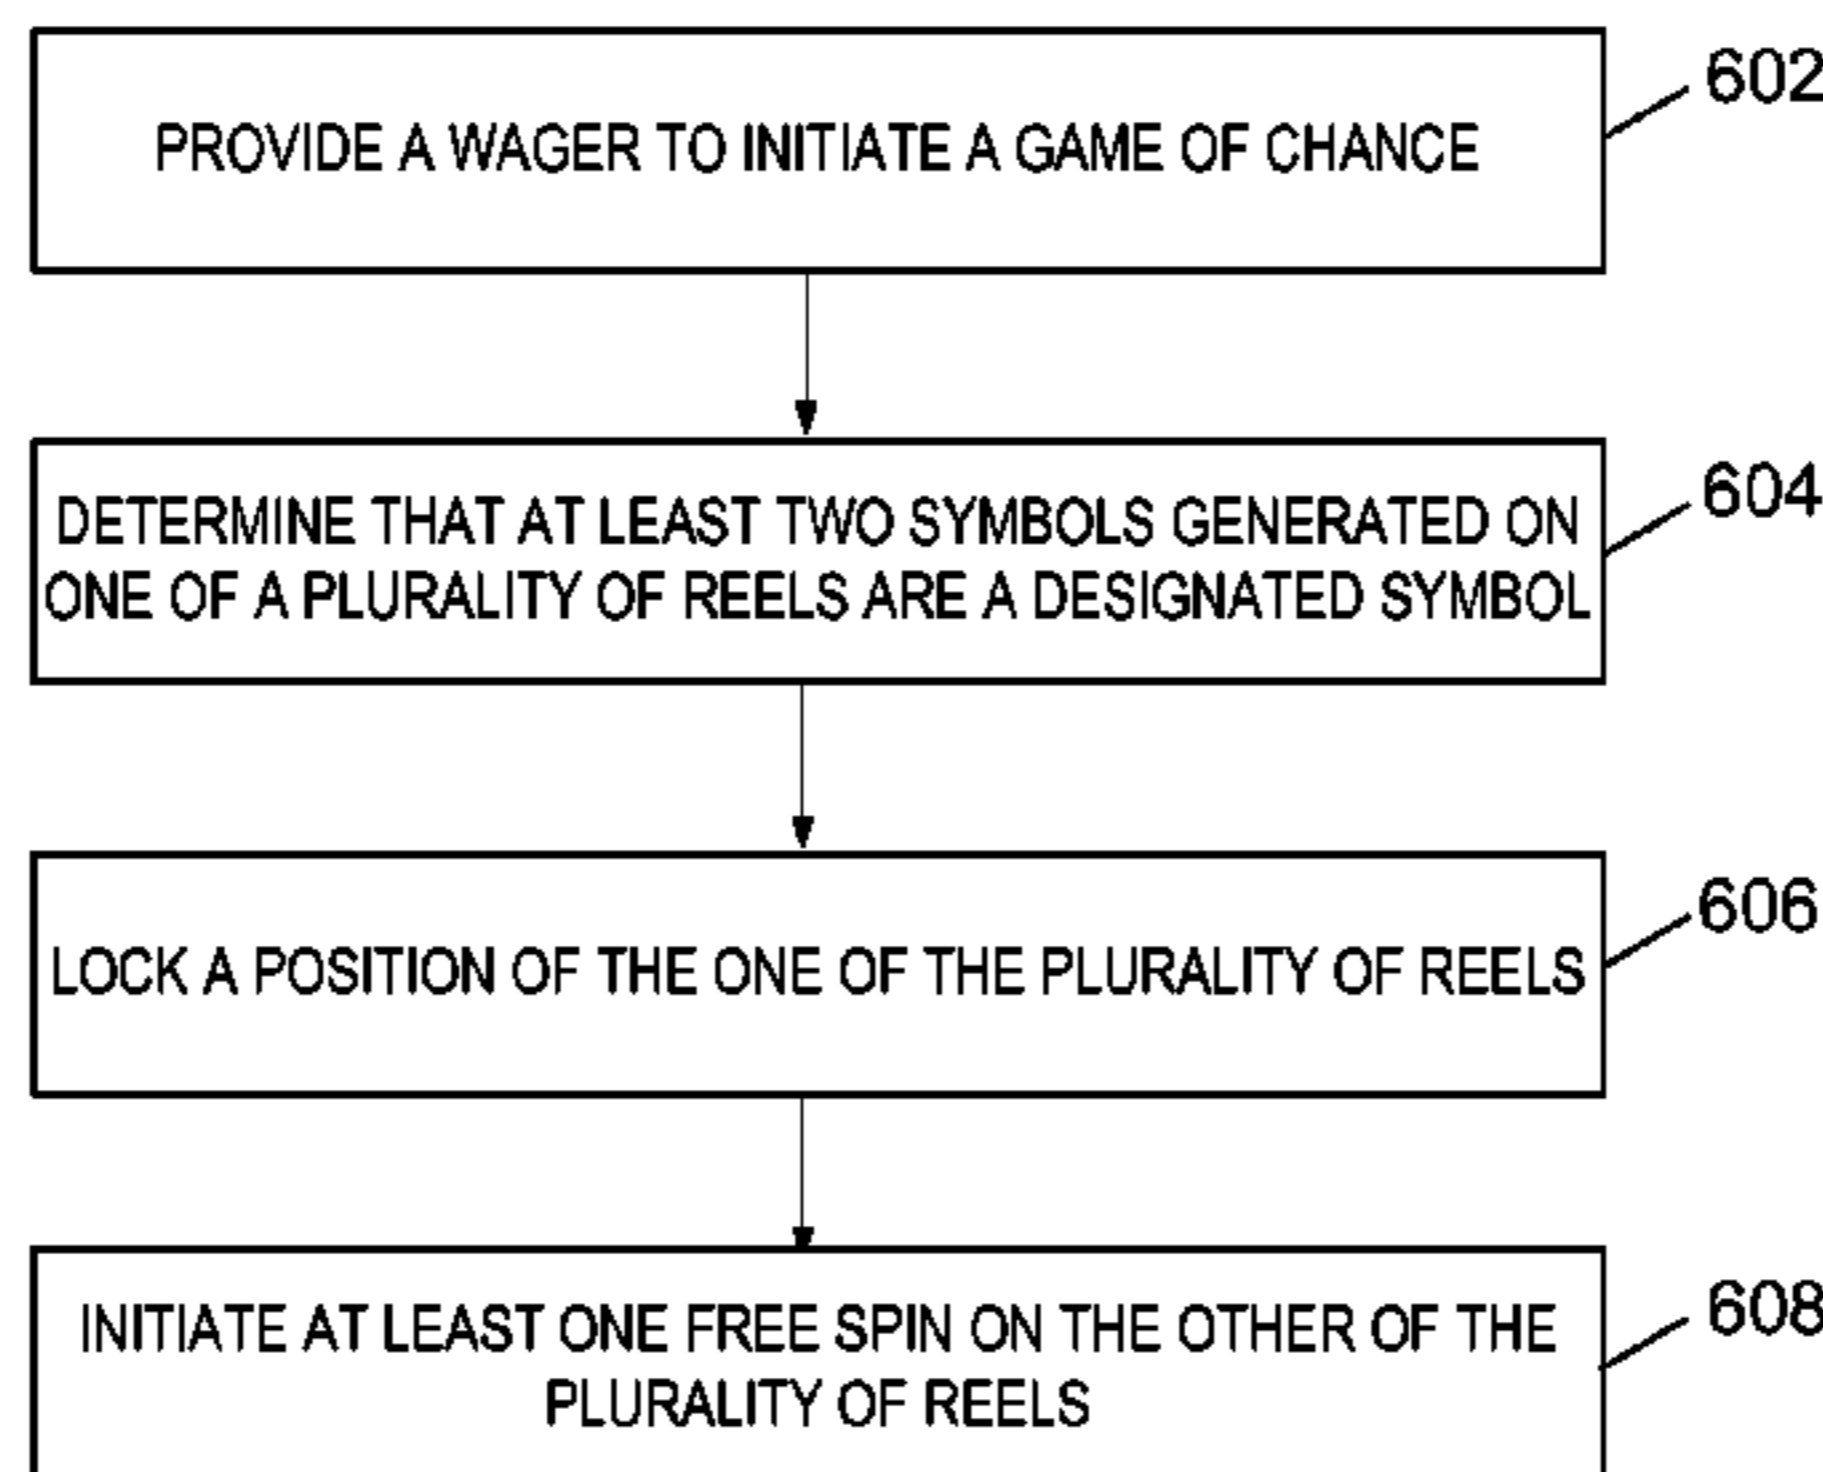 PROVIDE A WAGER TO INITIATE A GAME OF CHANCE
602
DETERMINE THAT AT LEAST TWO SYMBOLS GENERATED ON
ONE OF A PLURALITY OF REELS ARE A DESIGNATED SYMBOL
604
LOCK A POSITION OF THE ONE OF THE PLURALITY OF REELS
606
INITIATE AT LEAST ONE FREE SPIN ON THE OTHER OF THE
PLURALITY OF REELS
608